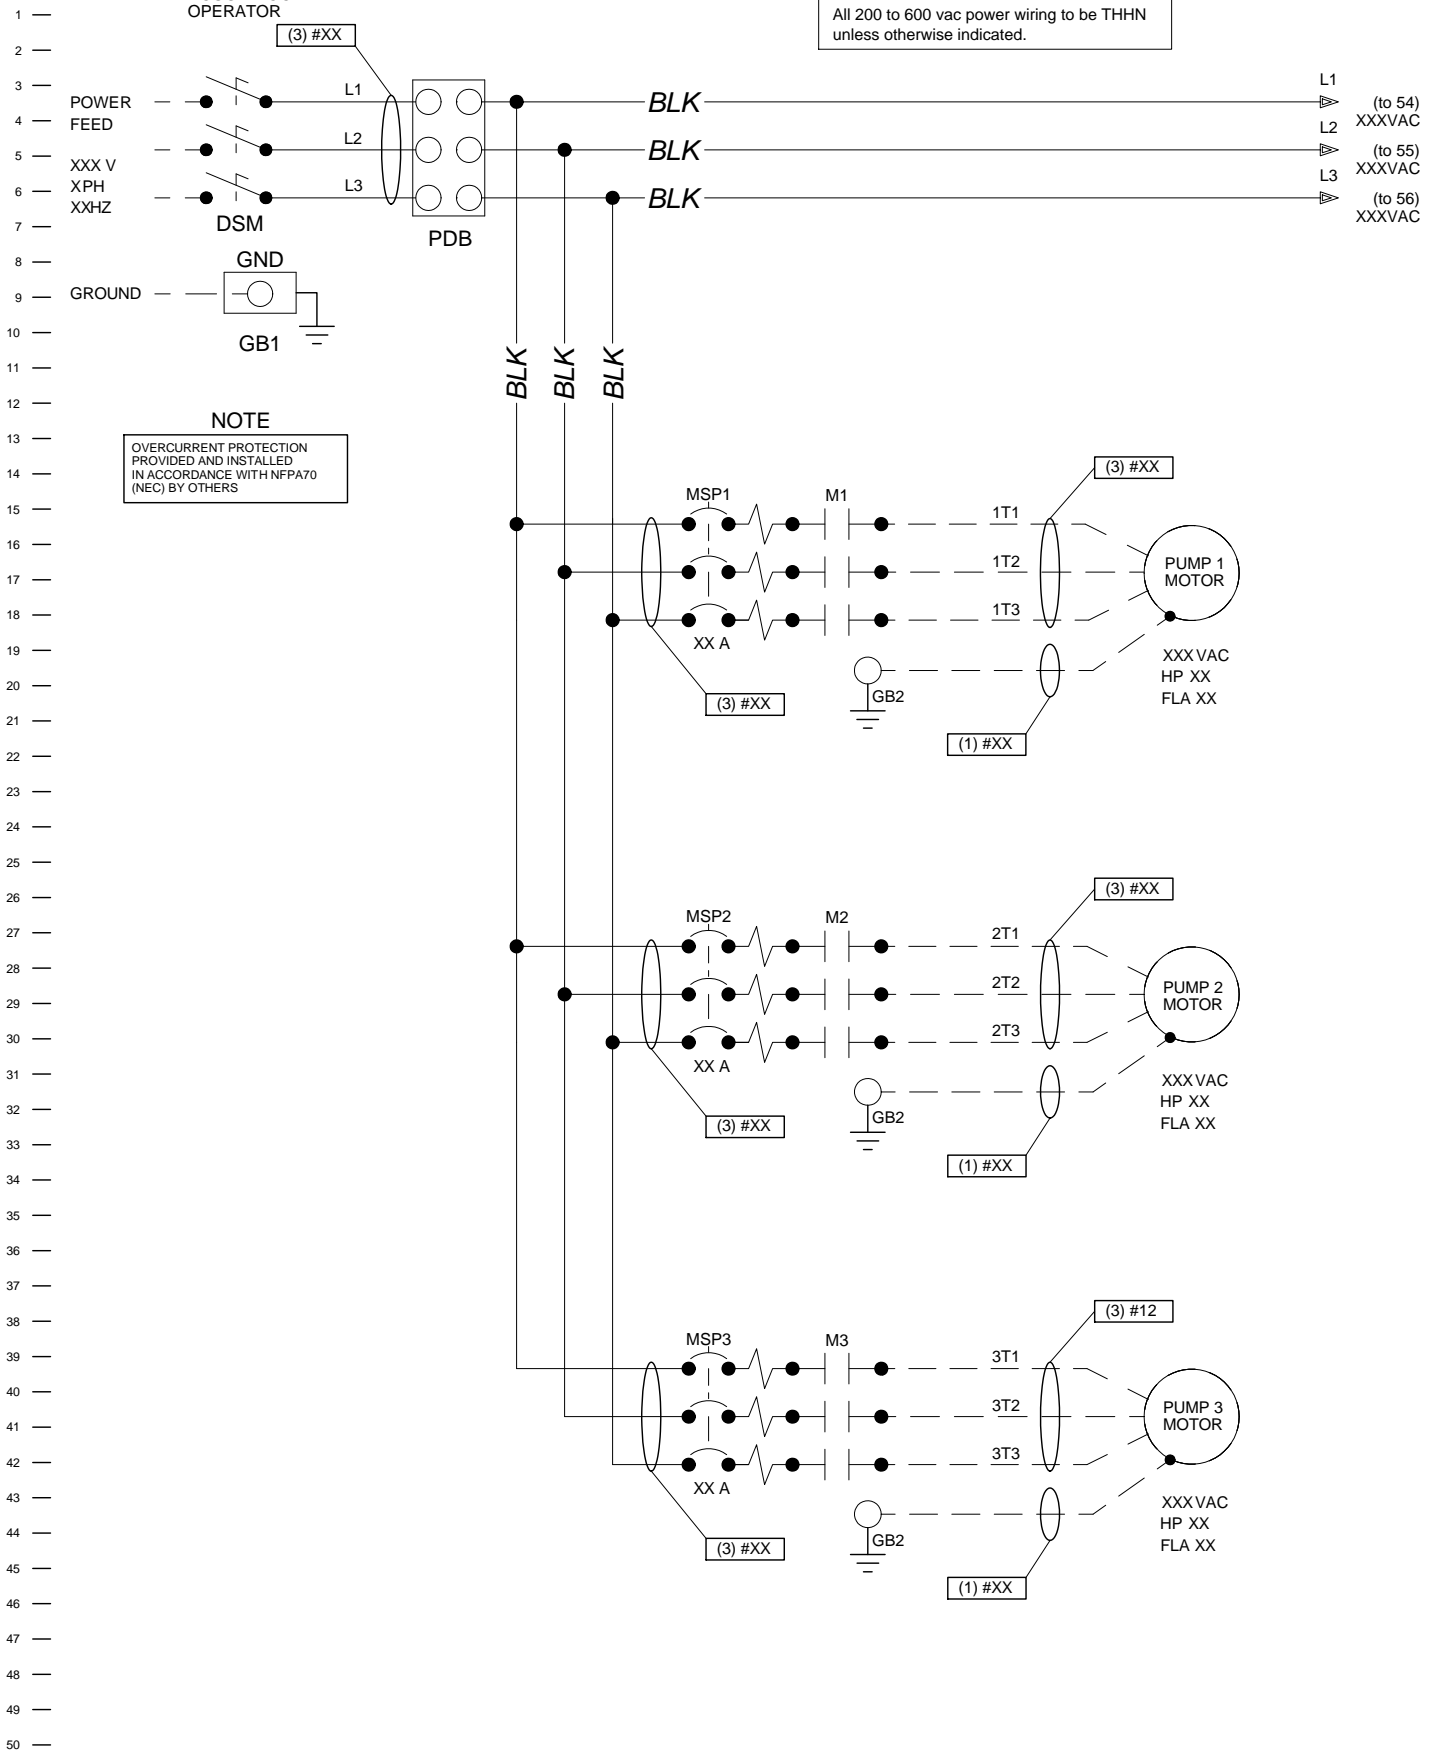 OPERATOR
All 200 to 600 vac power wiring to be THHN
unless otherwise indicated.
1
2
3
4
5
6
7
8
9
10
11
12
13
14
15
16
17
18
19
20
21
22
23
24
25
26
27
28
29
30
31
32
33
34
35
36
37
38
39
40
41
42
43
44
45
46
47
48
49
50
(3) #XX
POWER
FEED
XXX V
XPH
XXHZ
L1
L2
L3
DSM
PDB
BLK
BLK
BLK
L1
(to 54)
XXXVAC
L2
(to 55)
XXXVAC
L3
(to 56)
XXXVAC
GND
GROUND
GB1
BLK
BLK
BLK
NOTE
OVERCURRENT PROTECTION
PROVIDED AND INSTALLED
IN ACCORDANCE WITH NFPA70
(NEC) BY OTHERS
(3) #XX
MSP1
M1
1T1
1T2
1T3
PUMP 1
MOTOR
XX A
(3) #XX
GB2
XXX VAC
HP XX
FLA XX
(1) #XX
(3) #XX
MSP2
M2
2T1
2T2
2T3
PUMP 2
MOTOR
XX A
(3) #XX
GB2
XXX VAC
HP XX
FLA XX
(1) #XX
(3) #12
MSP3
M3
3T1
3T2
3T3
PUMP 3
MOTOR
XX A
(3) #XX
GB2
XXX VAC
HP XX
FLA XX
(1) #XX